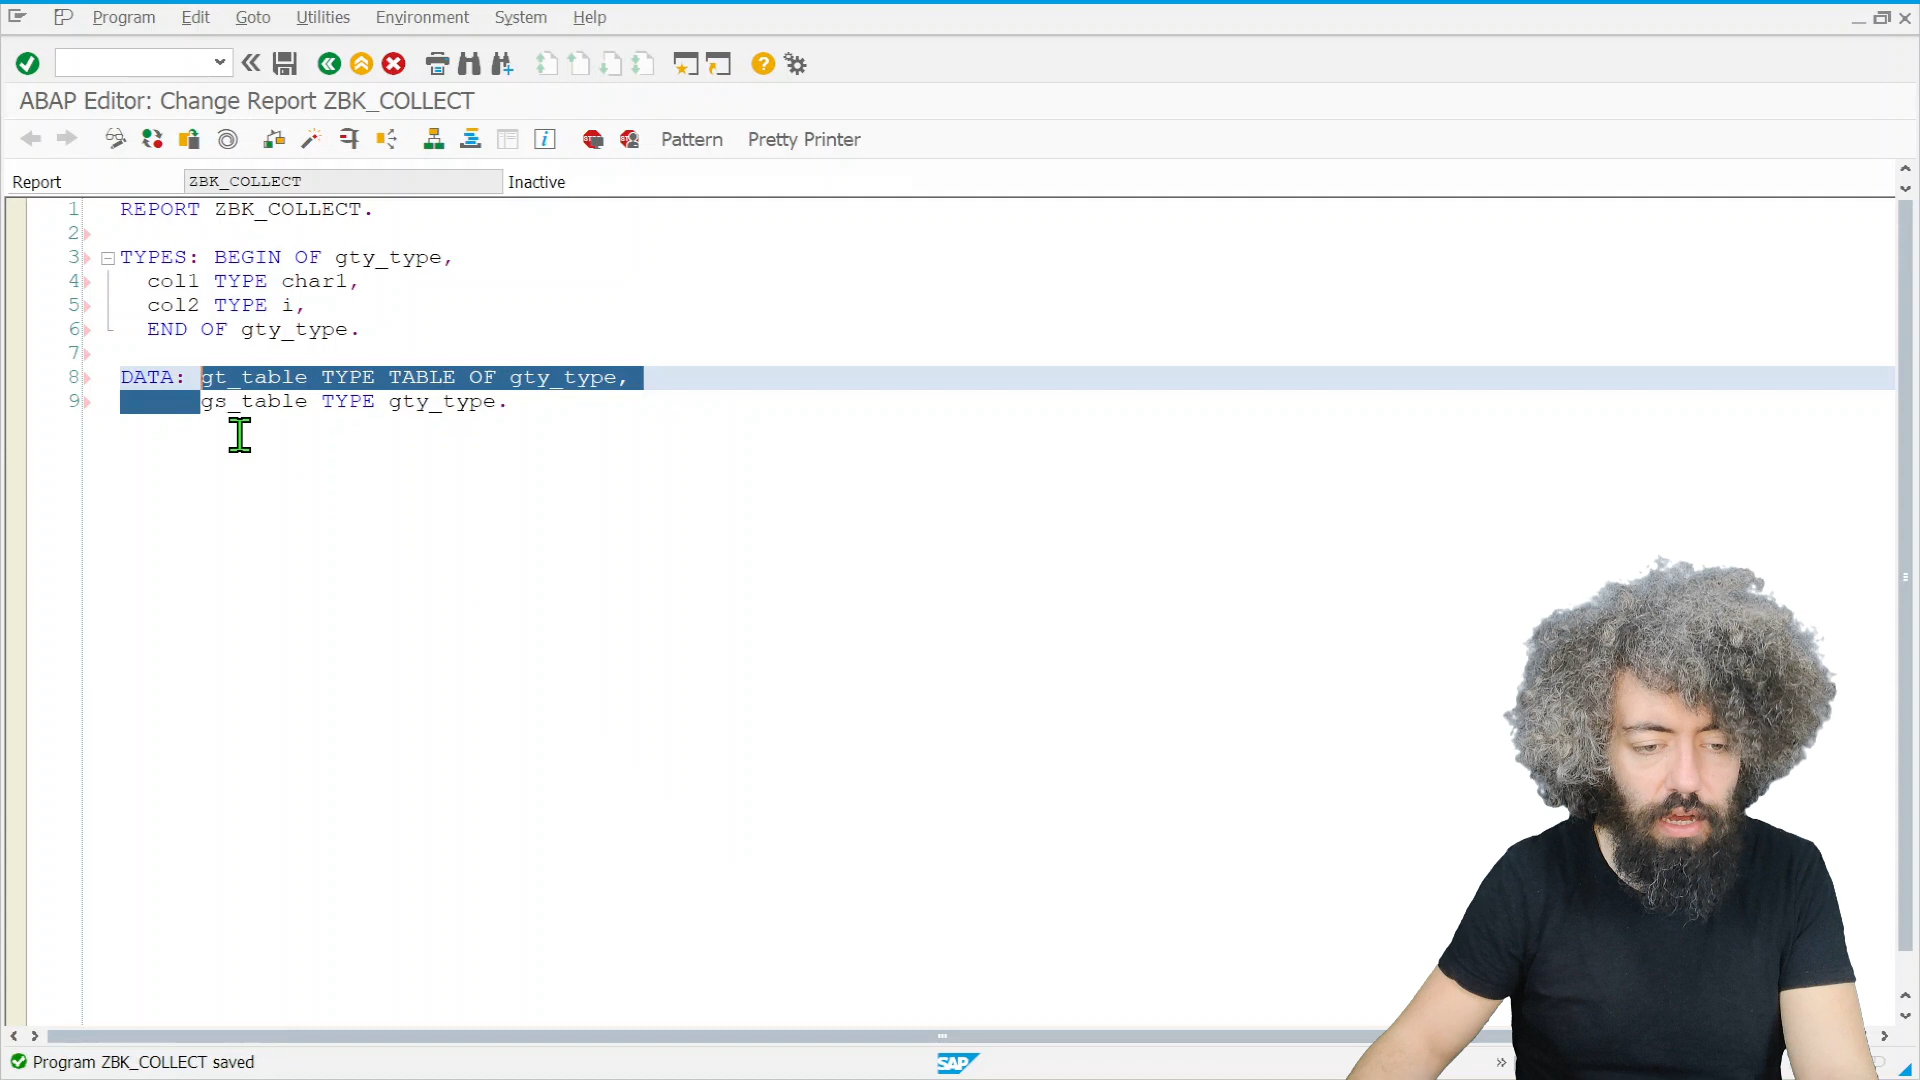 Program Edit Goto Utilities Environment System Help
ABAP Editor: Change Report ZBK_COLLECT
Pattern Pretty Printer
Report ZBK_COLLECT Inactive
1 REPORT ZBK_COLLECT.
2
3 TYPES: BEGIN OF gty_type,
4 col1 TYPE char1,
5 col2 TYPE i,
6 END OF gty_type.
7
8 DATA: gt_table TYPE TABLE OF gty_type,
9 gs_table TYPE gty_type.
Program ZBK_COLLECT saved
SAP